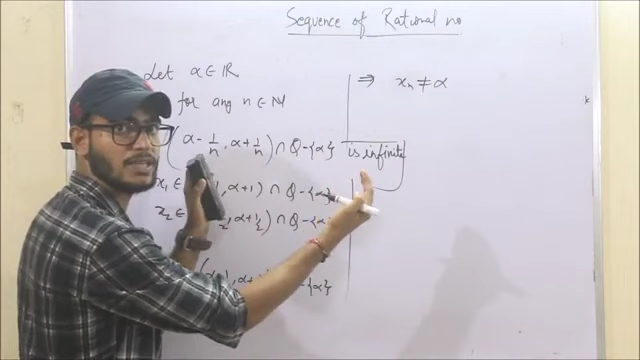 Sequence of Rational no
Let α ∈ ℝ
for any n ∈ ℕ
(α - 1/n, α + 1/n) ∩ ℚ - {α} is infinite
x₁ ∈ , α+1) ∩ ℚ - {α}
x₂ ∈ , α + 1/2) ∩ ℚ - {α
- {α}
⇒ xₙ ≠ α